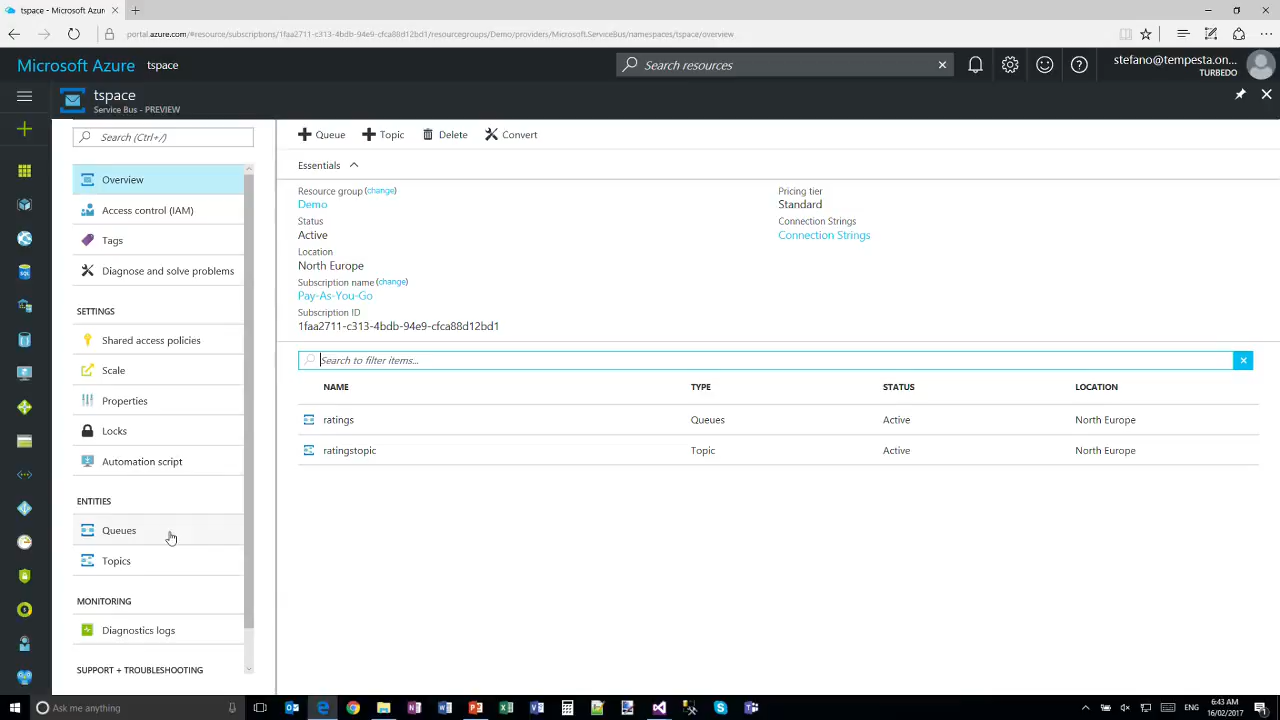 tspace - Microsoft Azur
portal.azure.com/#resource/subscriptions/1faa2711-c313-4bdb-94e9-cfca88d12bd1/resourcegroups/Demo/providers/Microsoft.ServiceBus/namespaces/tspace/overview
Microsoft Azure
tspace
Search resources
stefano@tempesta.on...
TURBEDO
tspace
Service Bus - PREVIEW
Search (Ctrl+/)
Queue
Topic
Delete
Convert
Overview
Access control (IAM)
Tags
Diagnose and solve problems
SETTINGS
Shared access policies
Scale
Properties
Locks
Automation script
ENTITIES
Queues
Topics
MONITORING
Diagnostics logs
SUPPORT + TROUBLESHOOTING
Essentials
Resource group (change)
Demo
Status
Active
Location
North Europe
Subscription name (change)
Pay-As-You-Go
Subscription ID
1faa2711-c313-4bdb-94e9-cfca88d12bd1
Pricing tier
Standard
Connection Strings
Connection Strings
Search to filter items...
NAME TYPE STATUS LOCATION
ratings Queues Active North Europe
ratingstopic Topic Active North Europe
Ask me anything
ENG
6:43 AM
16/02/2017